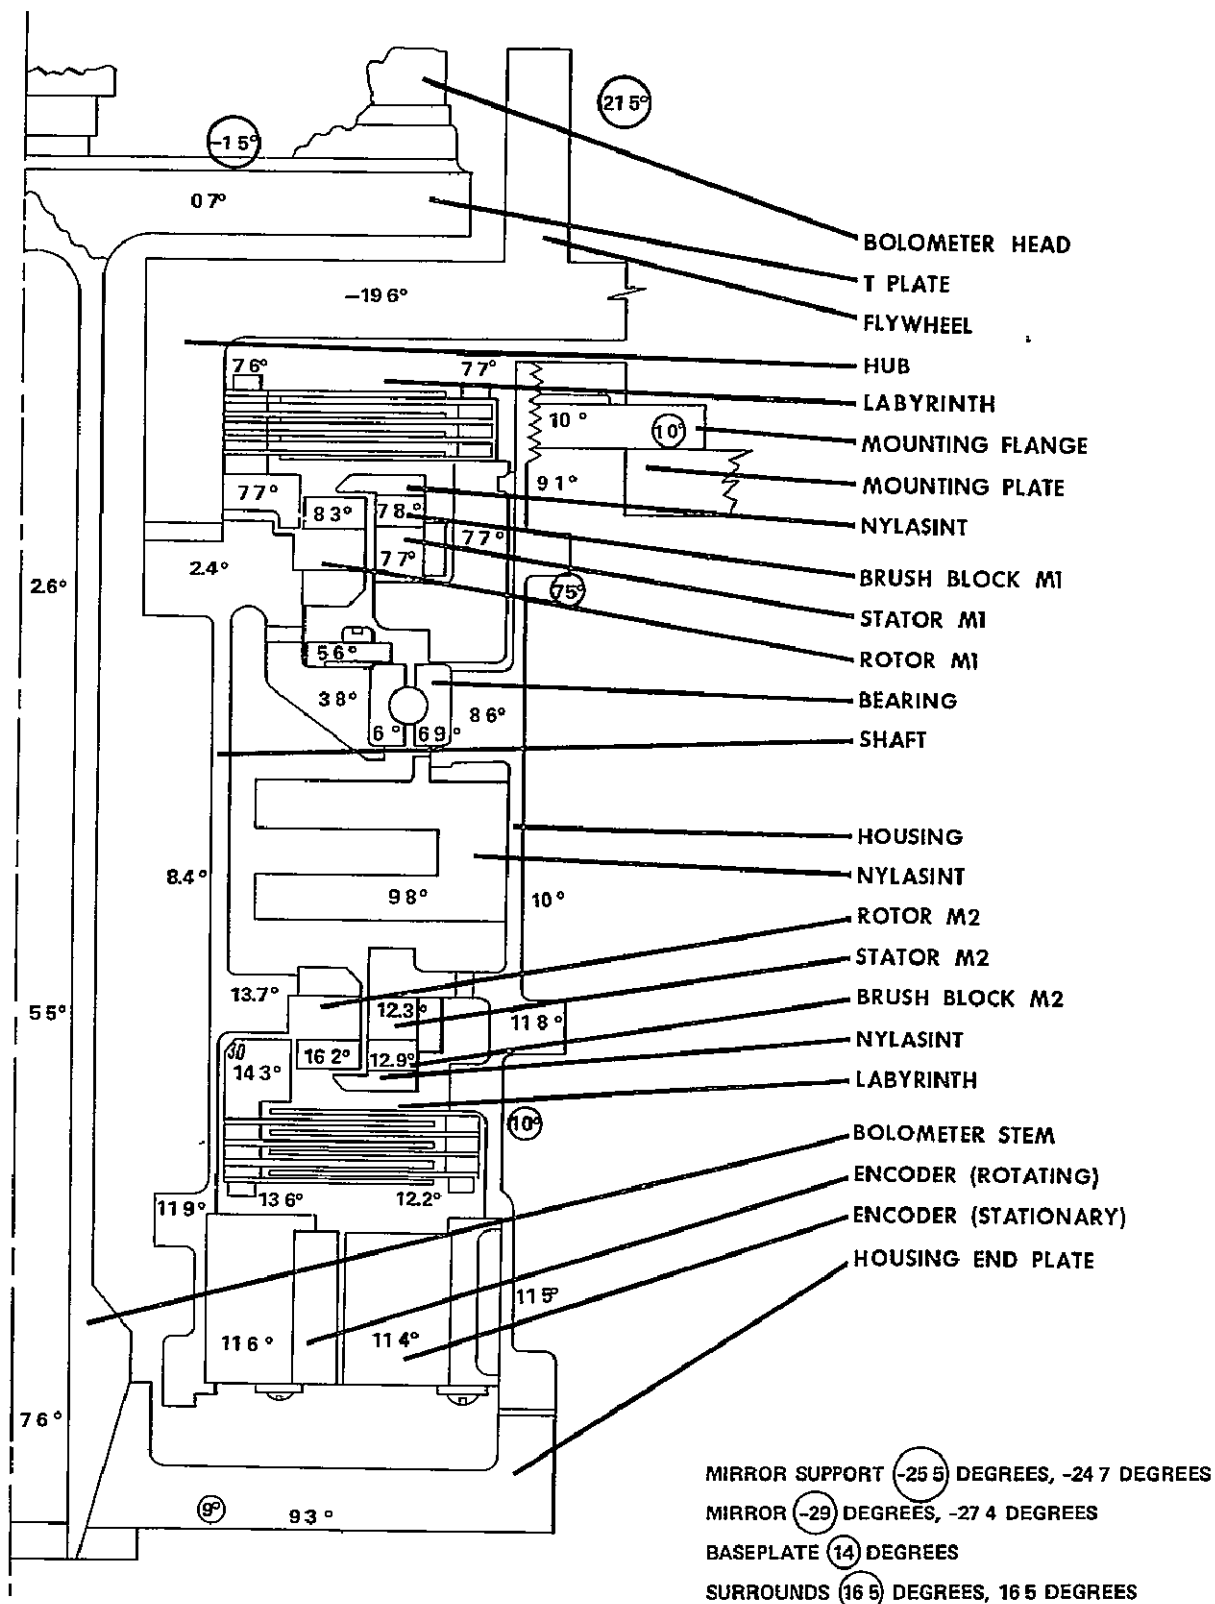 21 5°
-1 5°
0 7°
BOLOMETER HEAD
T PLATE
-19 6°
FLYWHEEL
HUB
7 6°
7 7°
LABYRINTH
10 °
10°
MOUNTING FLANGE
9 1°
MOUNTING PLATE
7 7°
8 3°
7 8°
NYLASINT
7 7°
7 7°
2.4°
BRUSH BLOCK M1
2.6°
75°
STATOR M1
5 6°
ROTOR M1
3 8°
BEARING
8 6°
6 °
6 9°
SHAFT
HOUSING
8.4°
NYLASINT
9 8°
10°
ROTOR M2
STATOR M2
13.7°
12.3°
BRUSH BLOCK M2
5 5°
11 8°
NYLASINT
30
16 2°
12.9°
14 3°
LABYRINTH
10°
BOLOMETER STEM
ENCODER (ROTATING)
11 9°
13 6°
12.2°
ENCODER (STATIONARY)
HOUSING END PLATE
11 5°
11 6°
11 4°
7 6°
MIRROR SUPPORT -25 5 DEGREES, -24 7 DEGREES
9°
9 3 °
MIRROR -29 DEGREES, -27 4 DEGREES
BASEPLATE 14 DEGREES
SURROUNDS 16 5 DEGREES, 16 5 DEGREES